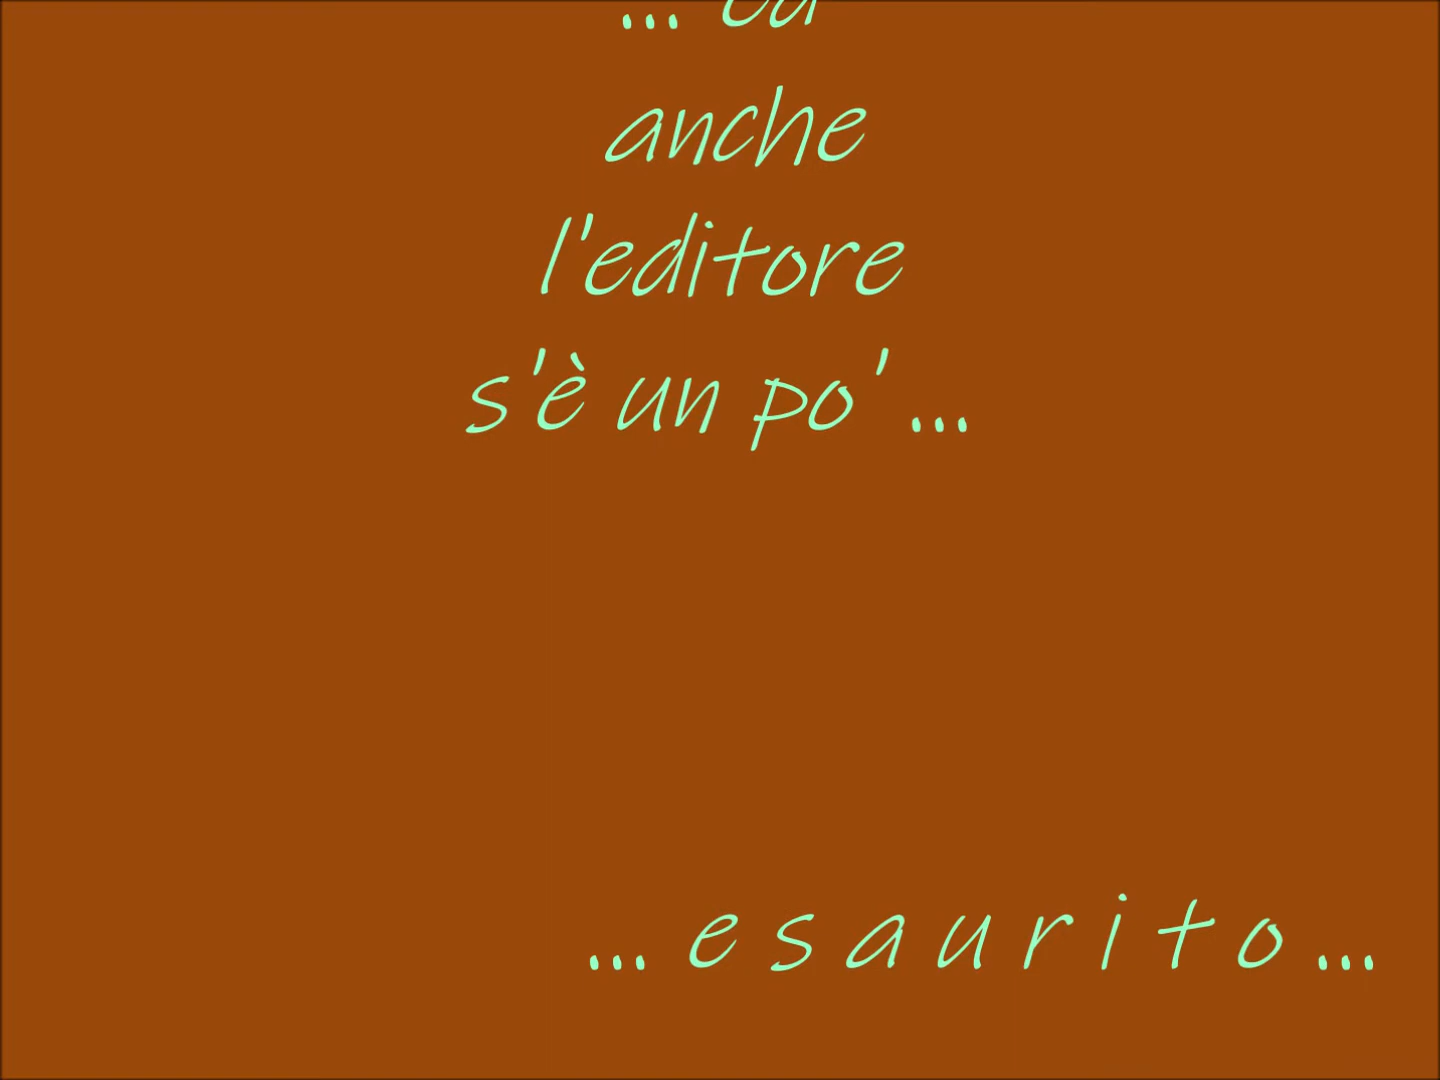 ...
anche
l'editore
s'è un po' ...
... e s a u r i t o ...